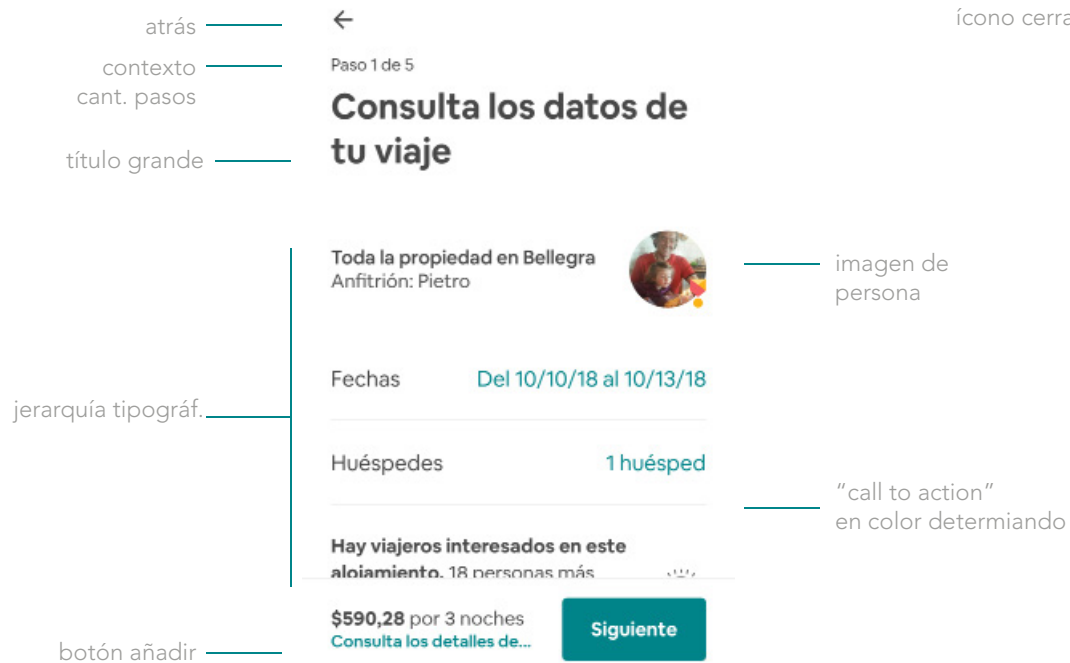 atrás
contexto
cant. pasos
título grande
jerarquía tipográf.
botón añadir
Paso 1 de 5
Consulta los datos de
tu viaje
Toda la propiedad en Bellegra
Anfitrión: Pietro
Fechas
Del 10/10/18 al 10/13/18
Huéspedes
1 huésped
Hay viajeros interesados en este
alojamiento. 18 personas más
$590,28 por 3 noches
Consulta los detalles de...
Siguiente
ícono cerra
imagen de
persona
"call to action"
en color determiando